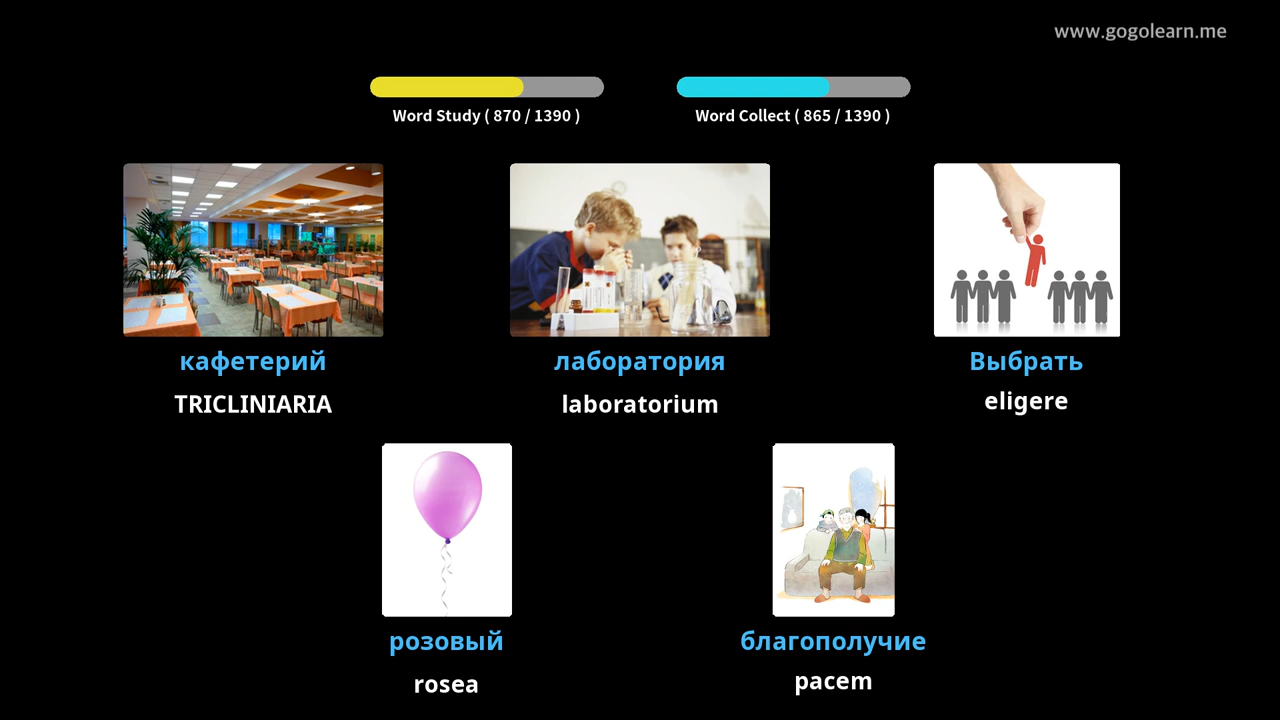 www.gogolearn.me
Word Study ( 870 / 1390 )
Word Collect ( 865 / 1390 )
кафетерий
лаборатория
Выбрать
TRICLINIARIA
laboratorium
eligere
розовый
благополучие
rosea
pacem